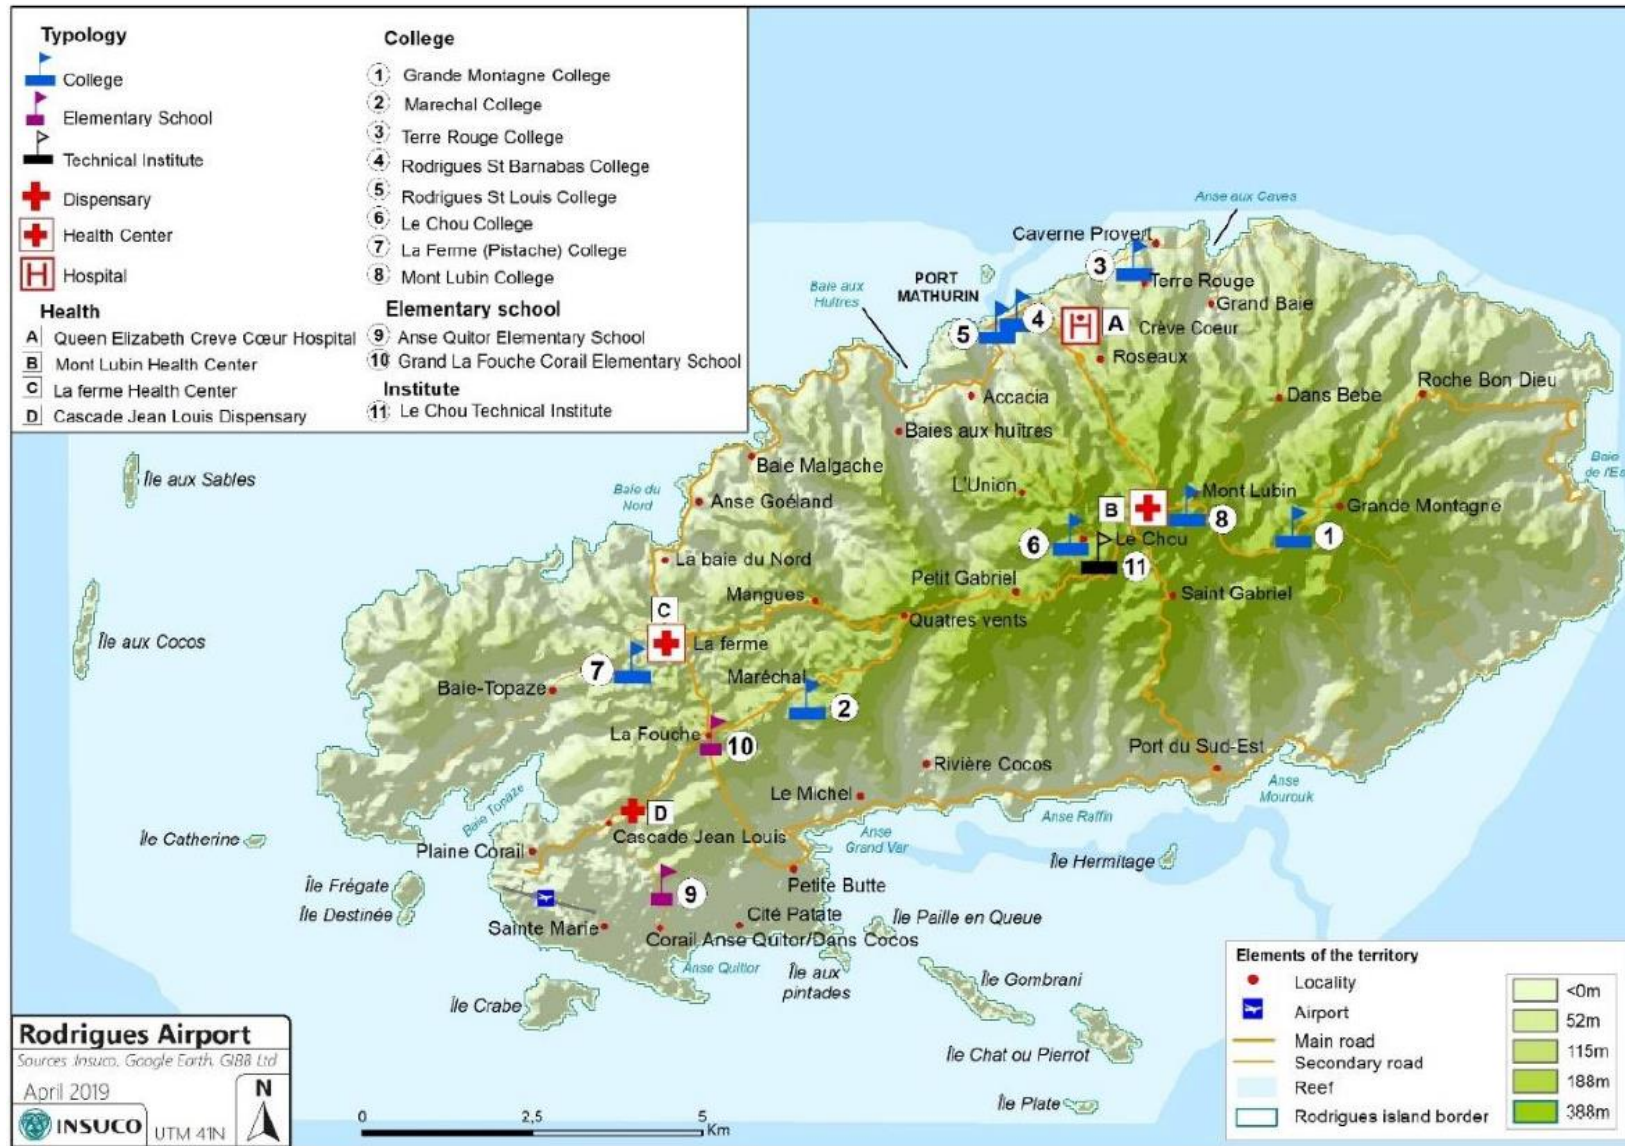 Typology
College
Elementary School
Technical Institute
Dispensary
Health Center
Hospital
Health
A Queen Elizabeth Creve Cœur Hospital
B Mont Lubin Health Center
C La ferme Health Center
D Cascade Jean Louis Dispensary
College
1 Grande Montagne College
2 Marechal College
3 Terre Rouge College
4 Rodrigues St Barnabas College
5 Rodrigues St Louis College
6 Le Chou College
7 La Ferme (Pistache) College
8 Mont Lubin College
Elementary school
9 Anse Quitor Elementary School
10 Grand La Fouche Corail Elementary School
Institute
11 Le Chou Technical Institute
Anse aux Caves
Caverne Provert
3
Terre Rouge
PORT
MATHURIN
Baie aux
Huîtres
Grand Baie
5
4
H
A
Crève Coeur
Roseaux
Accacia
Dans Bebe
Roche Bon Dieu
Baies aux huîtres
Baie Malgache
Île aux Sables
Baie du
Nord
Anse Goéland
L'Union
B
Mont Lubin
8
Grande Montagne
1
Baie
de l'Es
6
Le Chou
11
La baie du Nord
Petit Gabriel
Saint Gabriel
Mangues
C
Quatres vents
Île aux Cocos
La ferme
7
Baie-Topaze
Maréchal
2
La Fouche
10
Port du Sud-Est
Rivière Cocos
Anse
Mourouk
Le Michel
Baie Topaze
D
Cascade Jean Louis
Anse
Grand Var
Anse Raffin
Île Catherine
Plaine Corail
Île Hermitage
Petite Butte
Île Frégate
Île Destinée
9
Sainte Marie
Cité Patate
Île Paille en Queue
Corail Anse Quitor/Dans Cocos
Anse Quitor
Île aux
pintades
Île Gombrani
Île Crabe
Île Chat ou Pierrot
Île Plate
Rodrigues Airport
Sources: Insuco, Google Earth, GIBB Ltd
April 2019
INSUCO
UTM 41N
N
0 2,5 5
Km
Elements of the territory
Locality
Airport
Main road
Secondary road
Reef
Rodrigues island border
<0m
52m
115m
188m
388m